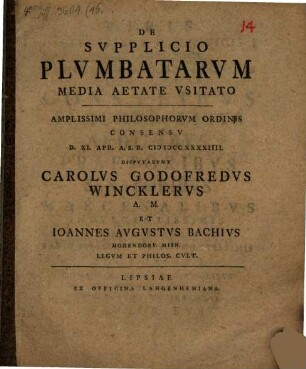 14
DE
SVPPLICIO
PLVMBATARVM
MEDIA AETATE VSITATO
AMPLISSIMI PHILOSOPHORVM ORDINIS
CONSENSV
D. XI. APR. A. S. R. CIƆIƆCCXXXXIIII.
DISPVTABVNT
CAROLVS GODOFREDVS
WINCKLERVS
A. M.
ET
IOANNES AVGVSTVS BACHIVS
HOHENDORF. MISN.
LEGVM ET PHILOS. CVLT.
LIPSIAE
EX OFFICINA LANGENHEMIANA.